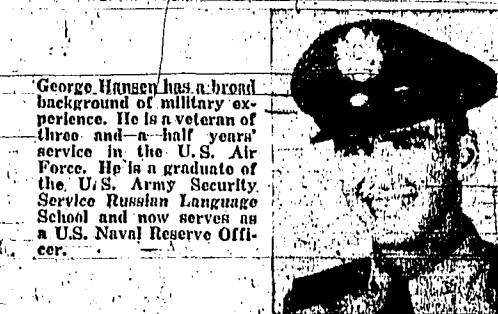 George Hansen has a broad
background of military ex-
perience. He is a veteran of
three and—a half years'
service in the U.S. Air
Force. He is a graduate of
the U.S. Army Security
Service Russian Language
School and now serves as
a U.S. Naval Reserve Offi-
cer.